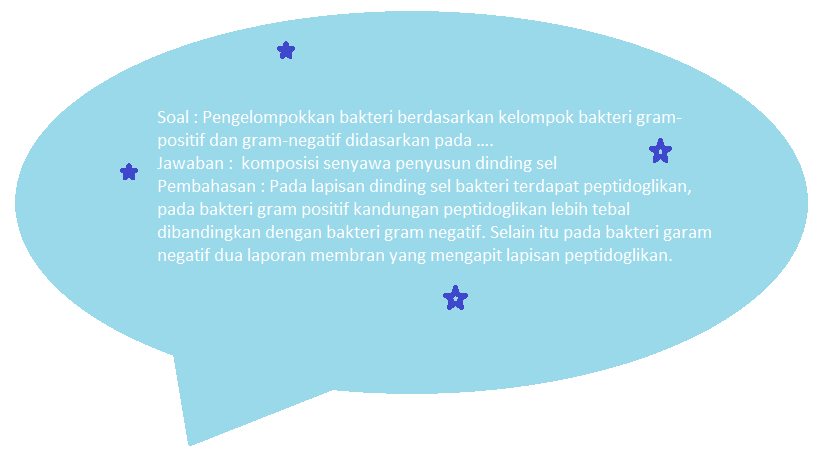 Soal : Pengelompokkan bakteri berdasarkan kelompok bakteri gram-
positif dan gram-negatif didasarkan pada ....
Jawaban :  komposisi senyawa penyusun dinding sel
Pembahasan : Pada lapisan dinding sel bakteri terdapat peptidoglikan,
pada bakteri gram positif kandungan peptidoglikan lebih tebal
dibandingkan dengan bakteri gram negatif. Selain itu pada bakteri garam
negatif dua laporan membran yang mengapit lapisan peptidoglikan.